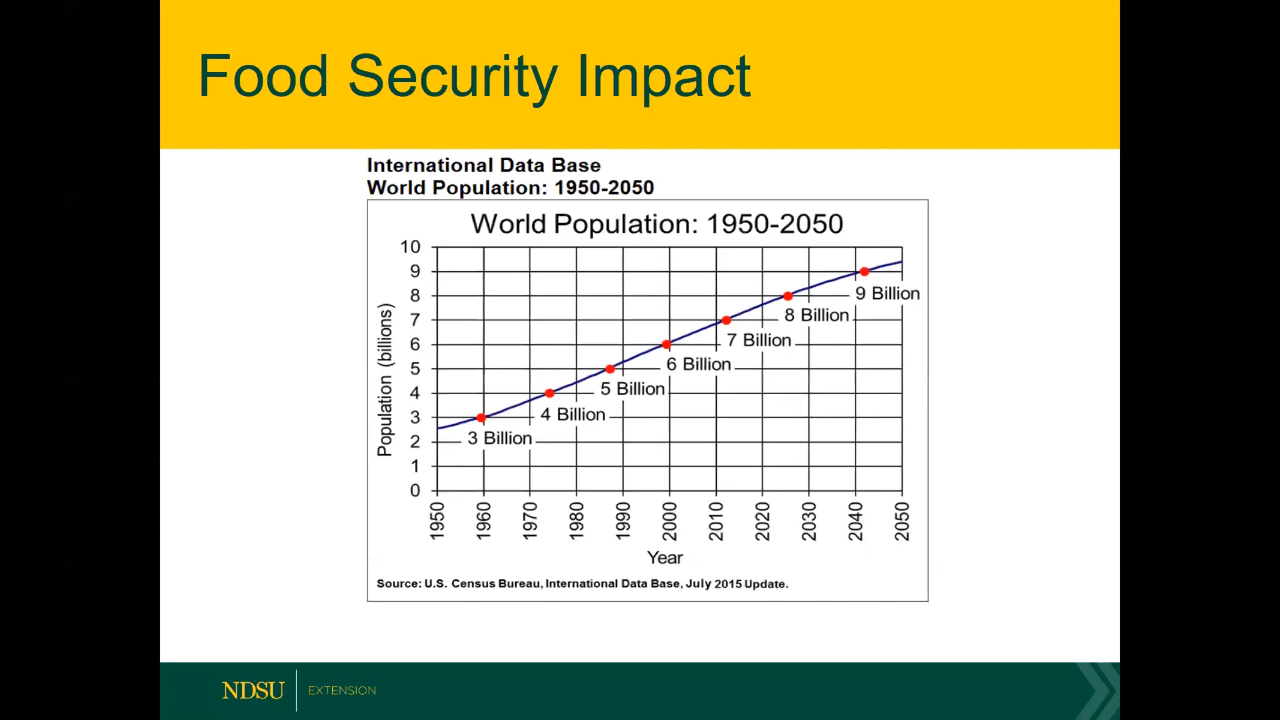 Food Security Impact
International Data Base
World Population: 1950-2050
World Population: 1950-2050
10
9
8
7
6
5
4
3
2
1
0
Population (billions)
3 Billion
4 Billion
5 Billion
6 Billion
7 Billion
8 Billion
9 Billion
1950 1960 1970 1980 1990 2000 2010 2020 2030 2040 2050
Year
Source: U.S. Census Bureau, International Data Base, July 2015 Update.
NDSU EXTENSION